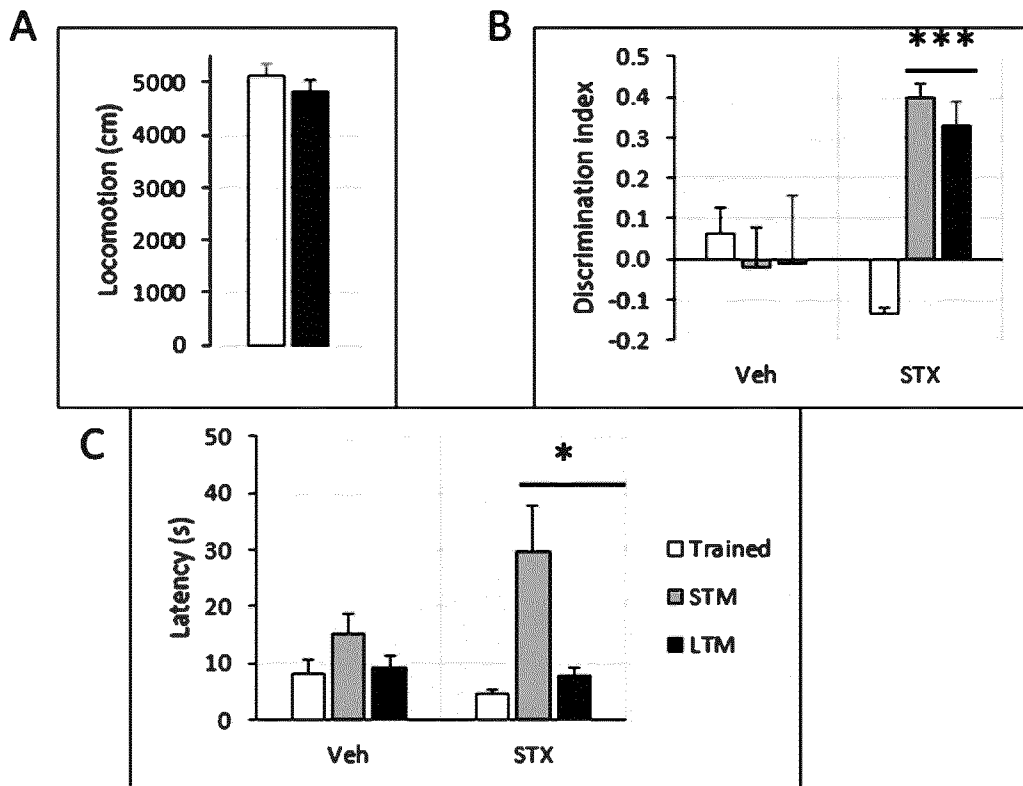 A
Locomotion (cm)
5000
4000
3000
2000
1000
0
B
***
Discrimination index
0.5
0.4
0.3
0.2
0.1
0.0
-0.1
-0.2
Veh
STX
C
*
Latency (s)
50
40
30
20
10
0
Veh
STX
Trained
STM
LTM